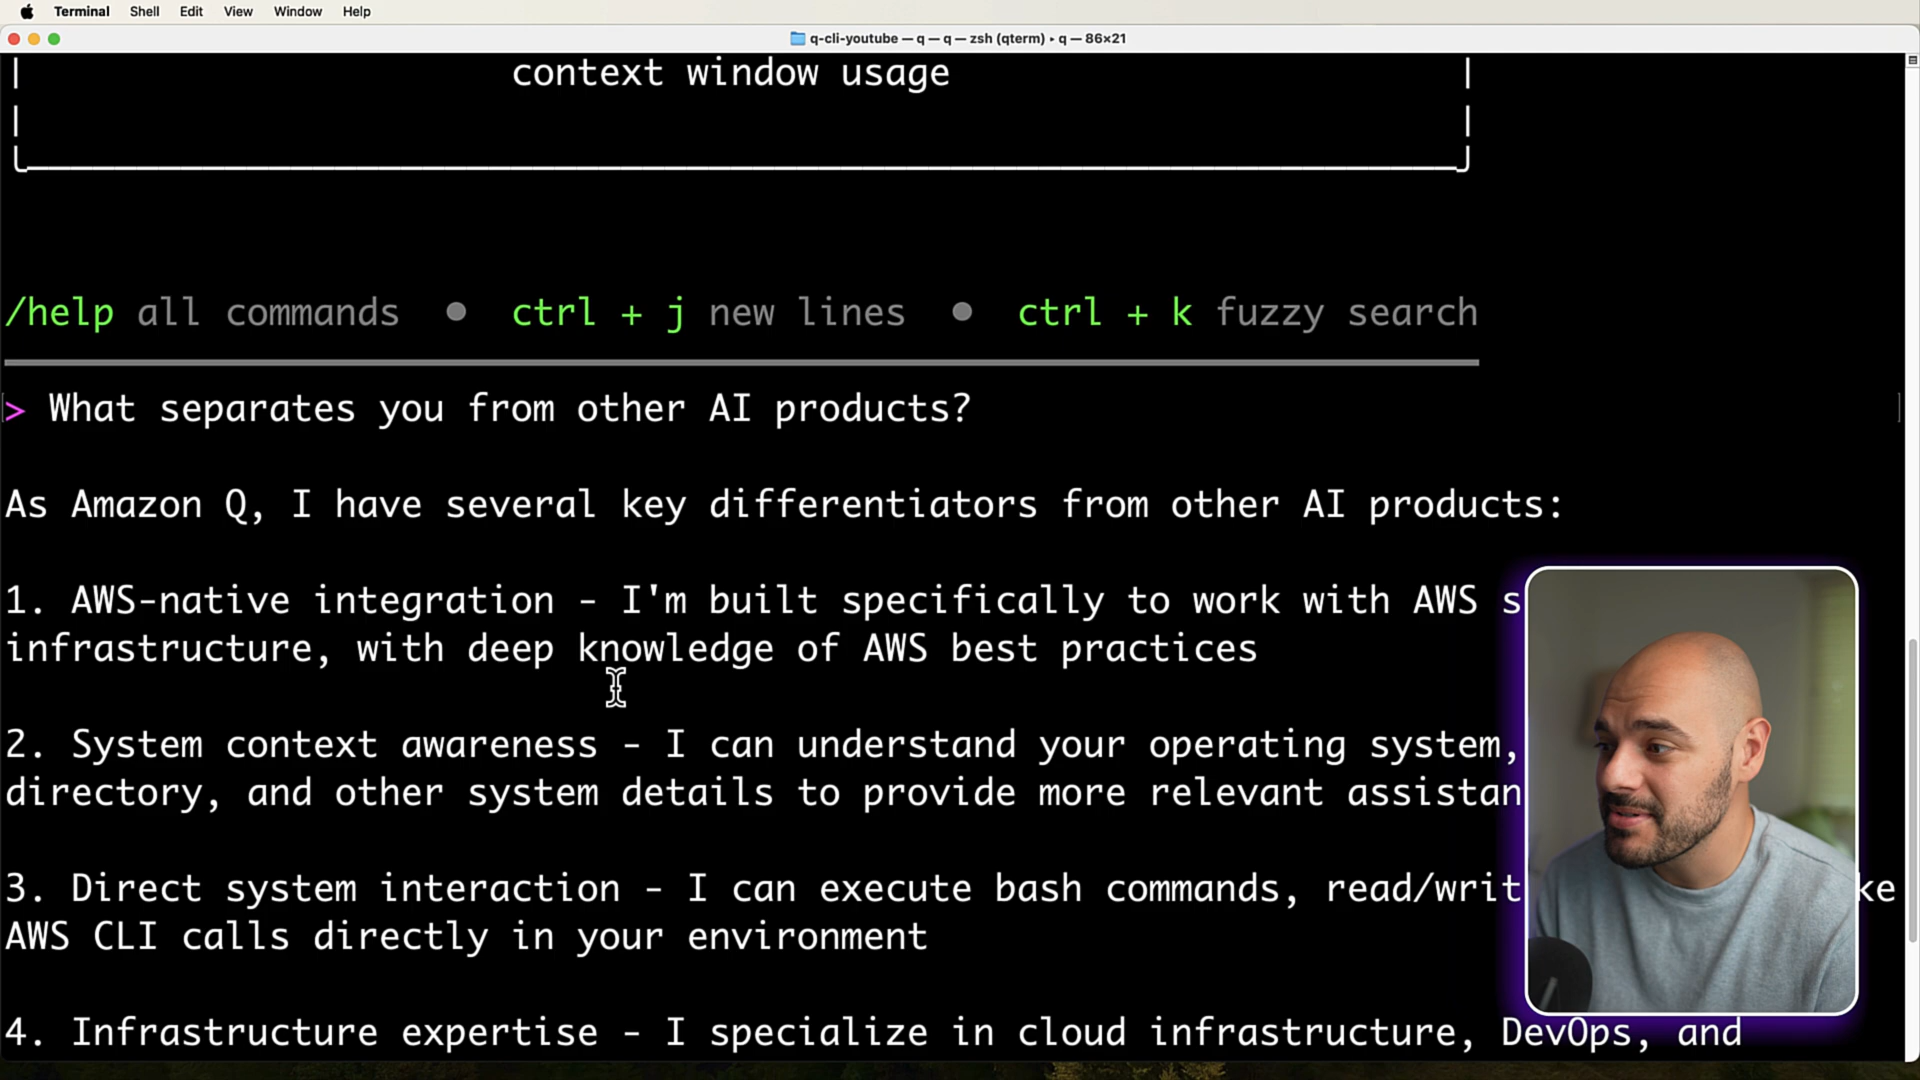 Terminal Shell Edit View Window Help
q-cli-youtube — q — q — zsh (qterm) ▸ q — 86×21
context window usage
/help all commands • ctrl + j new lines • ctrl + k fuzzy search
> What separates you from other AI products?
As Amazon Q, I have several key differentiators from other AI products:
1. AWS-native integration - I'm built specifically to work with AWS s
infrastructure, with deep knowledge of AWS best practices
2. System context awareness - I can understand your operating system,
directory, and other system details to provide more relevant assistan
3. Direct system interaction - I can execute bash commands, read/writ ke
AWS CLI calls directly in your environment
4. Infrastructure expertise - I specialize in cloud infrastructure, DevOps, and